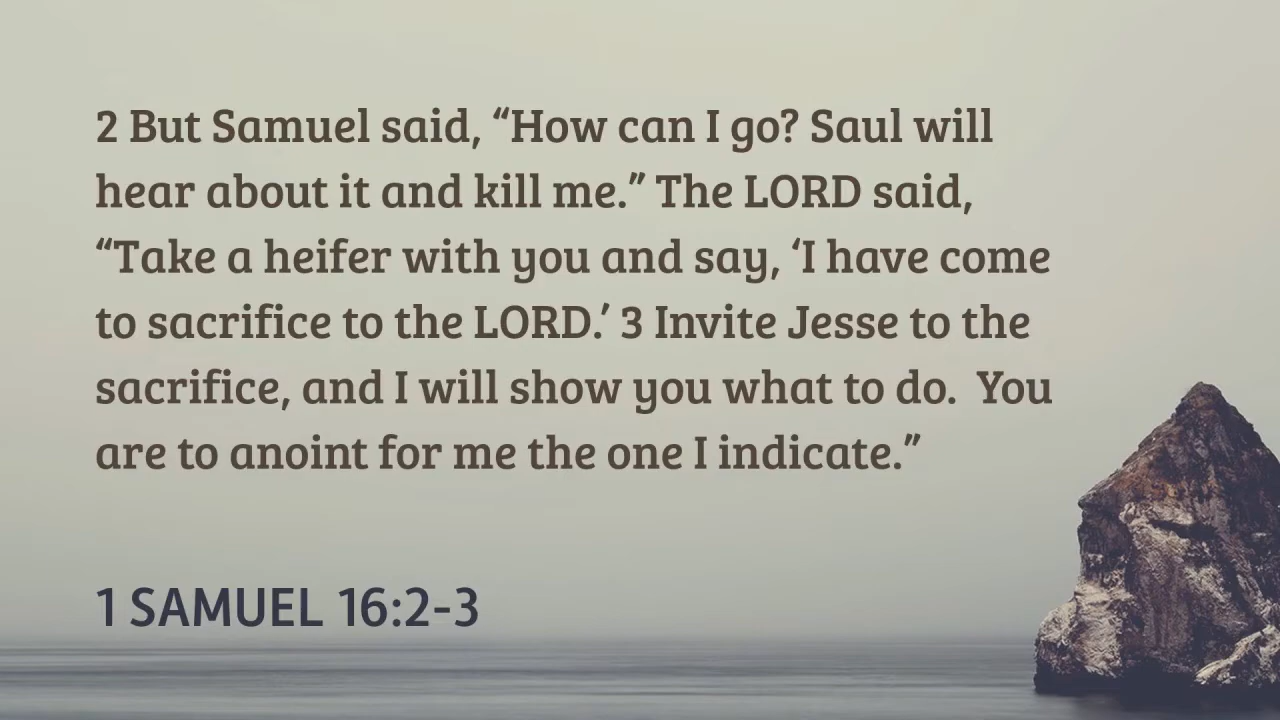 2 But Samuel said, “How can I go? Saul will
hear about it and kill me.” The LORD said,
“Take a heifer with you and say, ‘I have come
to sacrifice to the LORD.’ 3 Invite Jesse to the
sacrifice, and I will show you what to do.  You
are to anoint for me the one I indicate.”
1 SAMUEL 16:2-3